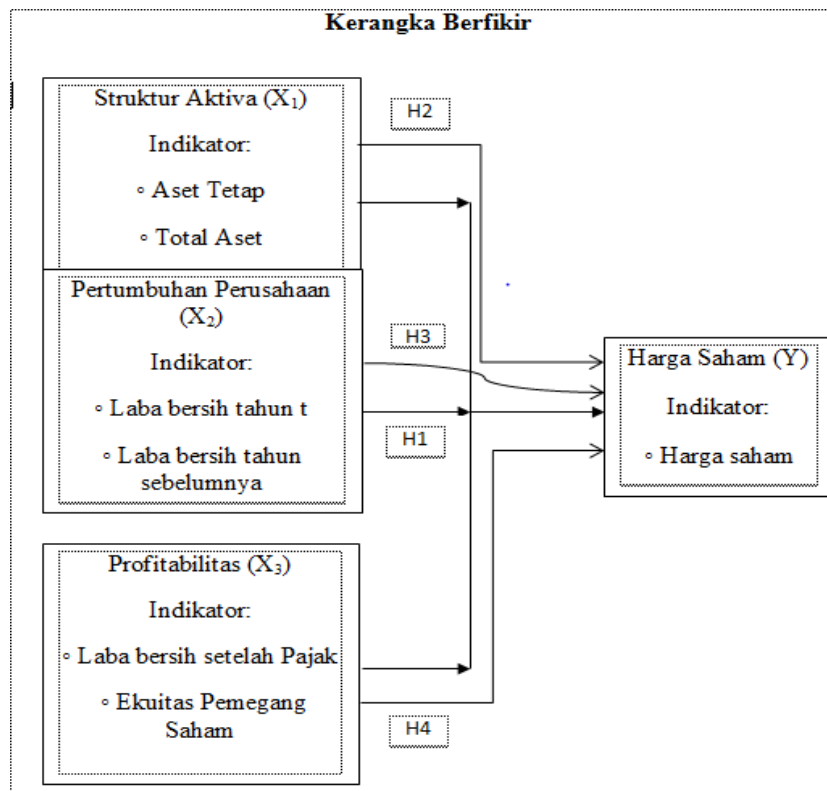 Kerangka Berfikir
Struktur Aktiva (X₁)
Indikator:
∘ Aset Tetap
∘ Total Aset
H2
Pertumbuhan Perusahaan
(X₂)
Indikator:
∘ Laba bersih tahun t
∘ Laba bersih tahun
sebelumnya
H3
H1
Harga Saham (Y)
Indikator:
∘ Harga saham
Profitabilitas (X₃)
Indikator:
∘ Laba bersih setelah Pajak
∘ Ekuitas Pemegang
Saham
H4